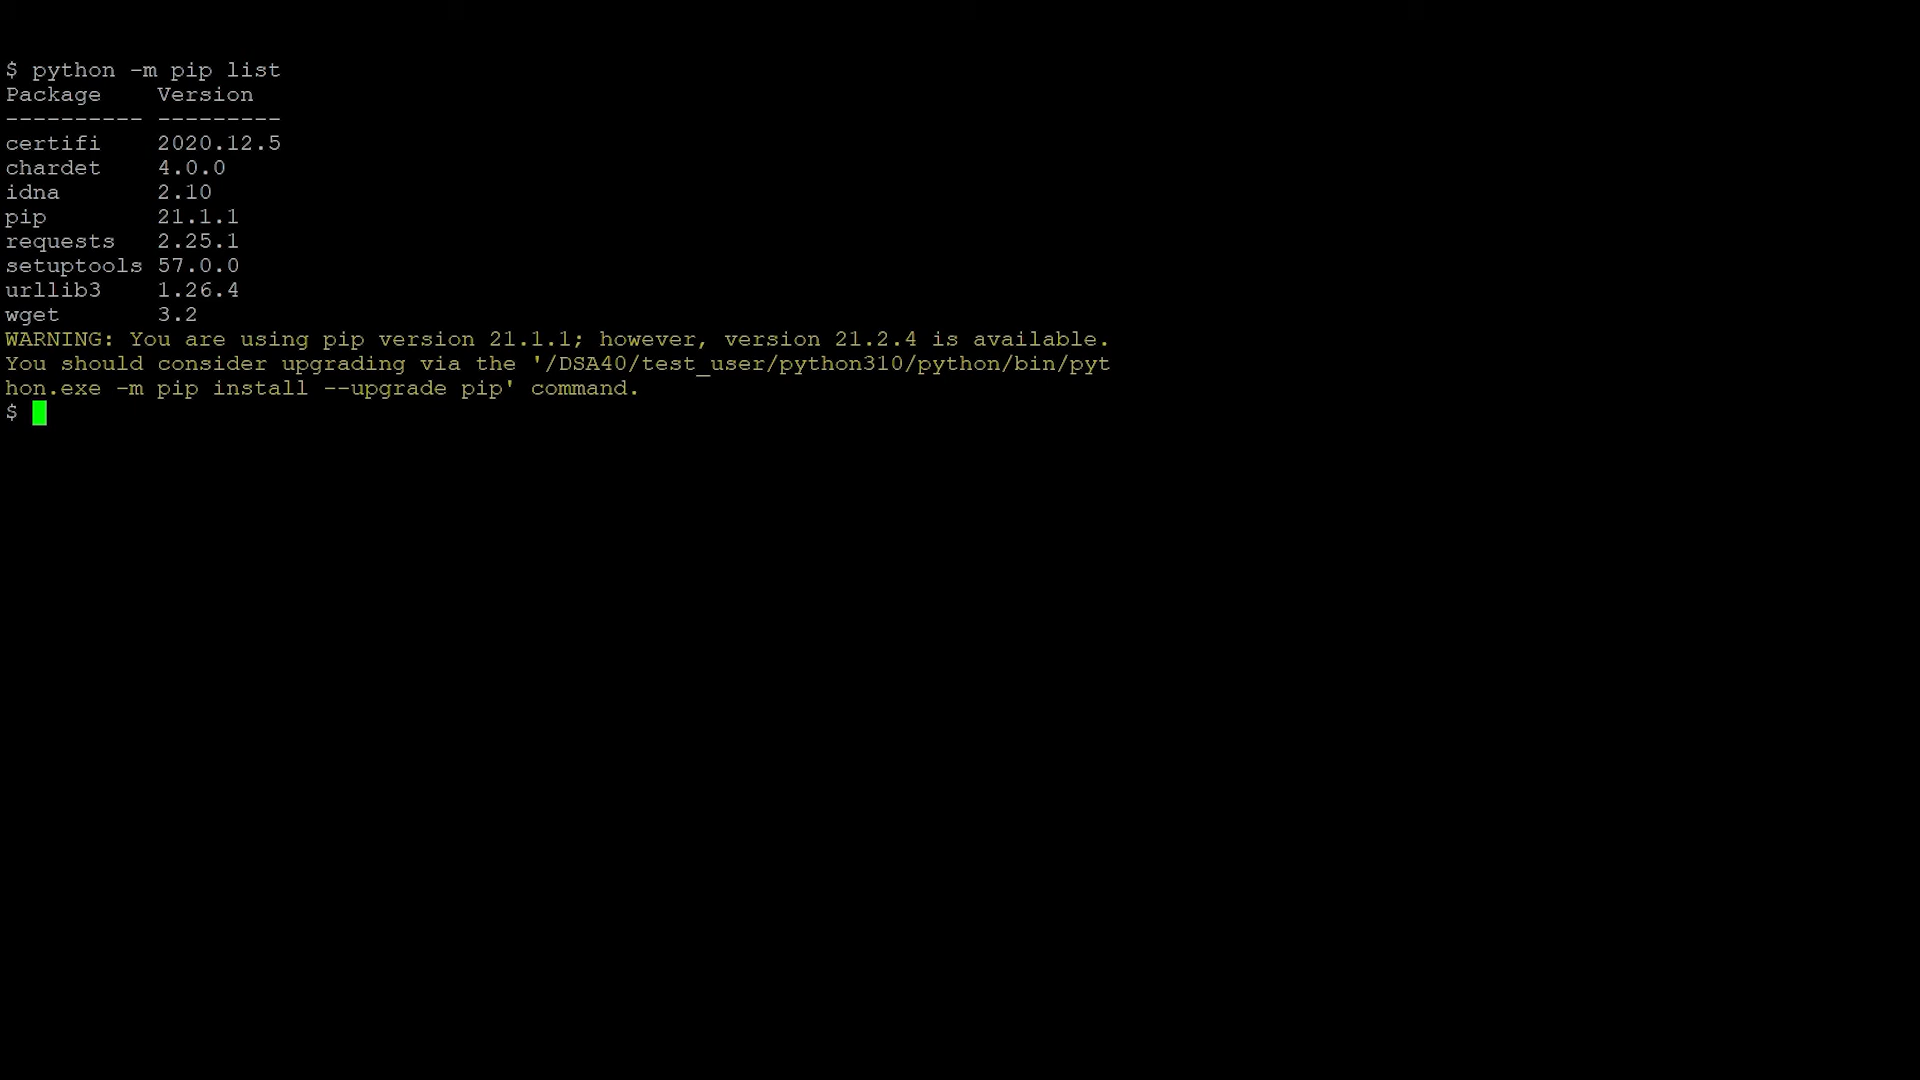 $ python -m pip list
Package    Version
---------- ---------
certifi    2020.12.5
chardet    4.0.0
idna       2.10
pip        21.1.1
requests   2.25.1
setuptools 57.0.0
urllib3    1.26.4
wget       3.2
WARNING: You are using pip version 21.1.1; however, version 21.2.4 is available.
You should consider upgrading via the '/DSA40/test_user/python310/python/bin/pyt
hon.exe -m pip install --upgrade pip' command.
$